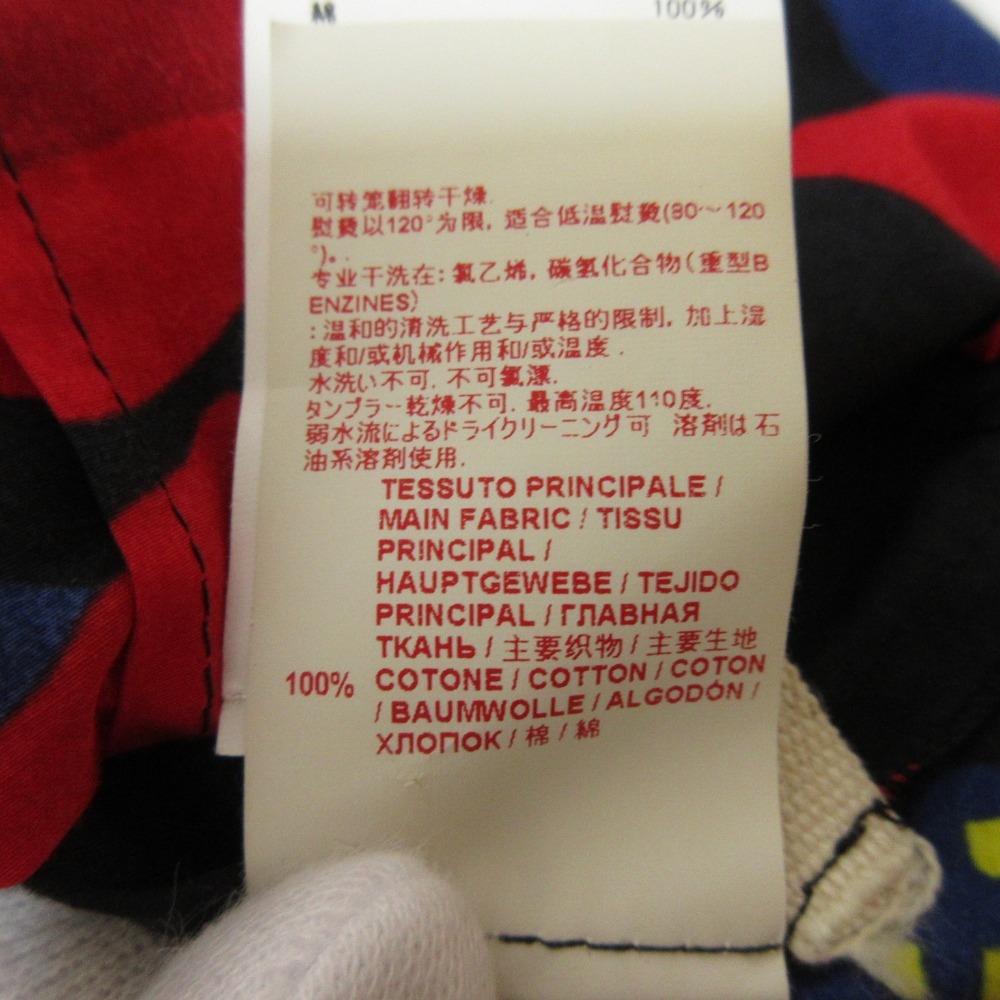 100%
可转笼翻转干燥.
熨烫以120°为限, 适合低温熨烫(80~120
°)。.
专业干洗在: 氯乙烯, 碳氢化合物(重型B
ENZINES)
:温和的清洗工艺与严格的限制, 加上湿
度和/或机械作用和/或温度.
水洗い不可. 不可氯漂.
タンブラー乾燥不可. 最高温度110度.
弱水流によるドライクリーニング可 溶剤は石
油系溶剤使用.
TESSUTO PRINCIPALE /
MAIN FABRIC / TISSU
PRINCIPAL /
HAUPTGEWEBE / TEJIDO
PRINCIPAL / ГЛАВНАЯ
ТКАНЬ / 主要织物 / 主要生地
100% COTONE / COTTON / COTON
/ BAUMWOLLE / ALGODÓN /
ХЛОПОК / 棉 / 綿